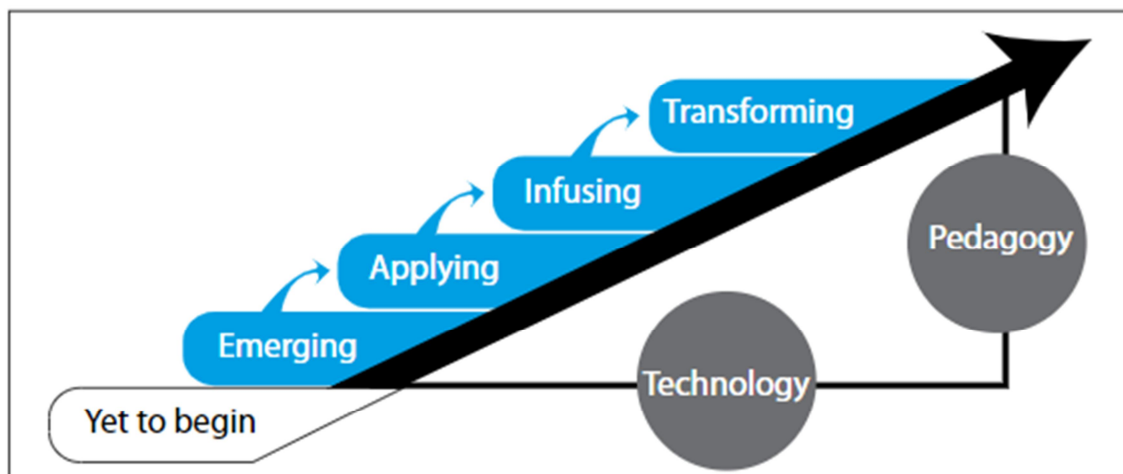 Transforming
Infusing
Pedagogy
Applying
Emerging
Technology
Yet to begin